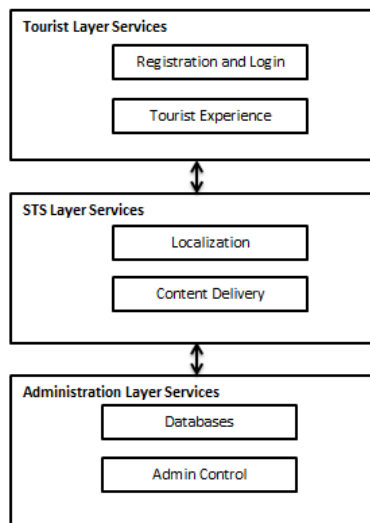 Tourist Layer Services
Registration and Login
Tourist Experience
STS Layer Services
Localization
Content Delivery
Administration Layer Services
Databases
Admin Control